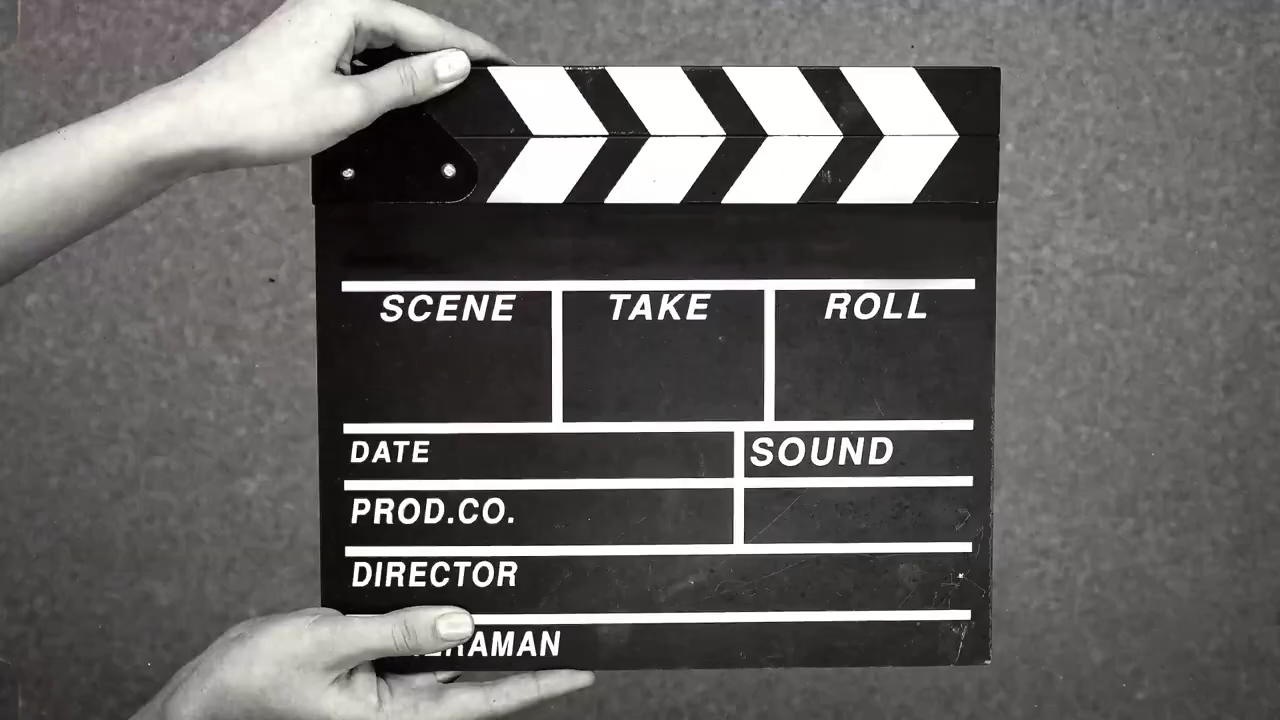 SCENE TAKE ROLL
DATE SOUND
PROD.CO.
DIRECTOR